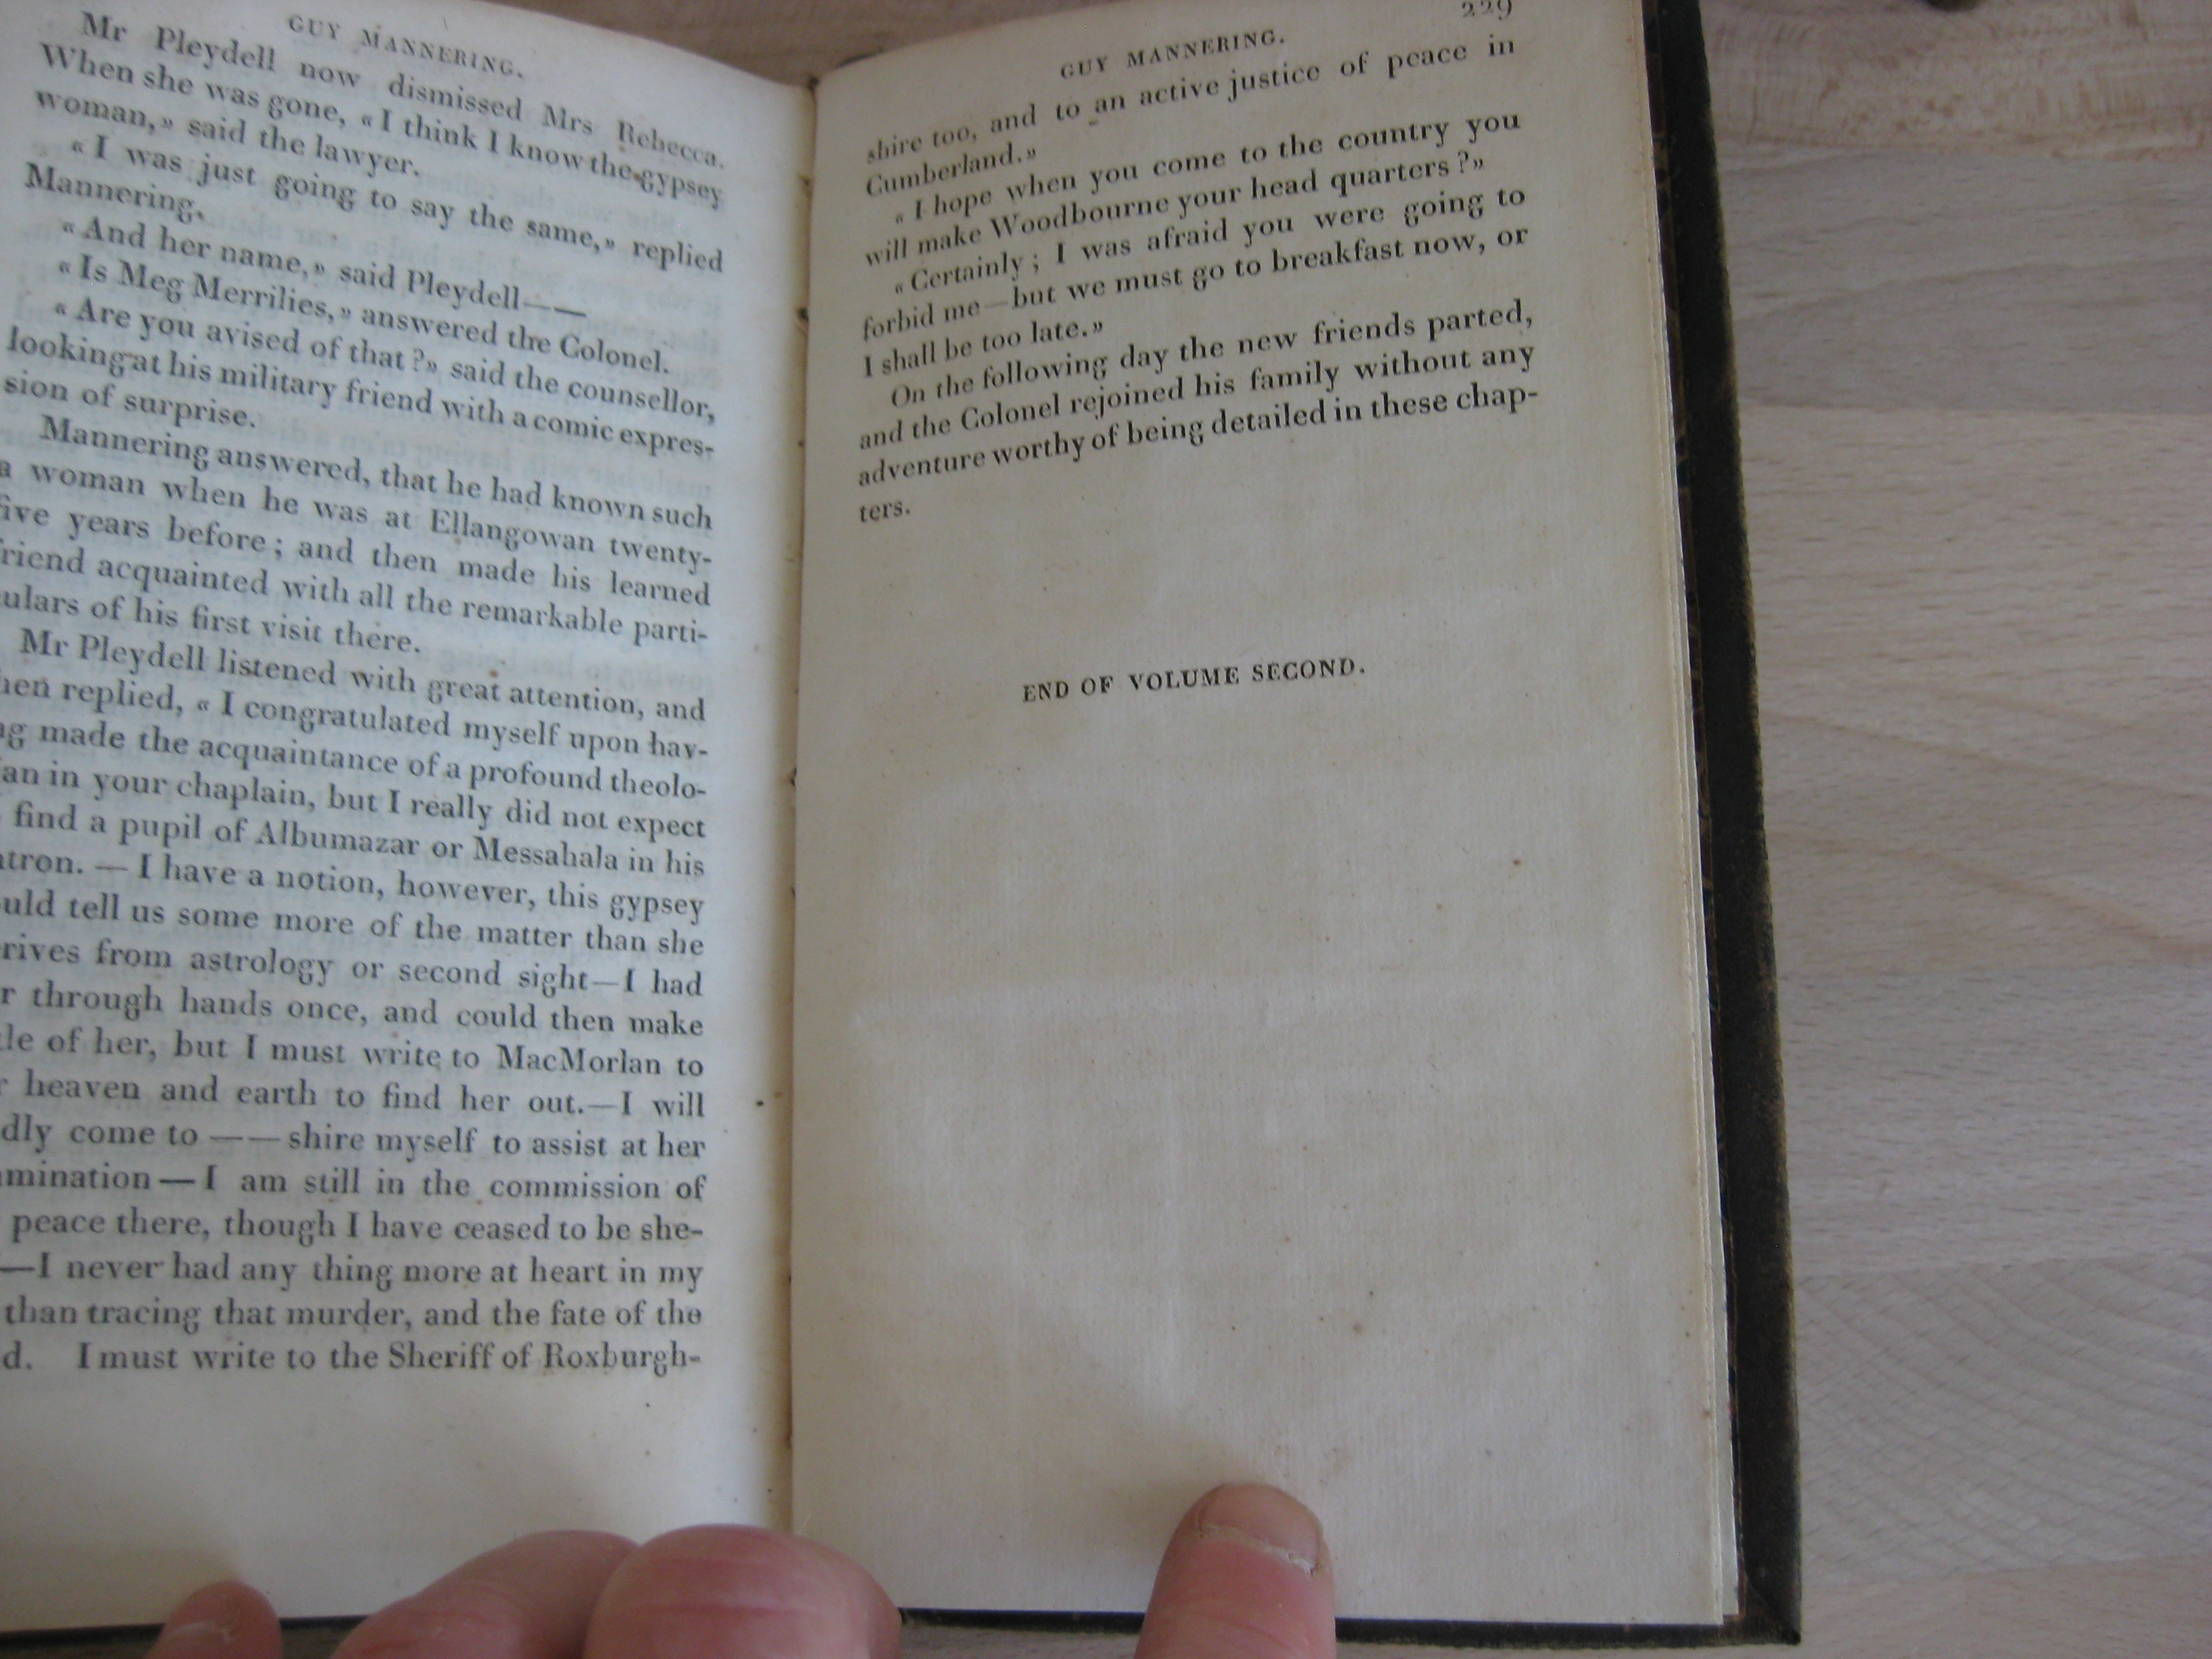 GUY MANNERING.
Mr Pleydell now dismissed Mrs Rebecca.
When she was gone, « I think I know the gypsey
woman,» said the lawyer.
« I was just going to say the same,» replied
Mannering.
« And her name,» said Pleydell——
« Is Meg Merrilies,» answered the Colonel.
« Are you avised of that ?» said the counsellor,
looking at his military friend with a comic expres-
sion of surprise.
Mannering answered, that he had known such
a woman when he was at Ellangowan twenty-
five years before ; and then made his learned
friend acquainted with all the remarkable parti-
ulars of his first visit there.
Mr Pleydell listened with great attention, and
hen replied, « I congratulated myself upon hav-
ng made the acquaintance of a profound theolo-
an in your chaplain, but I really did not expect
find a pupil of Albumazar or Messahala in his
atron. — I have a notion, however, this gypsey
ould tell us some more of the matter than she
erives from astrology or second sight—I had
r through hands once, and could then make
tle of her, but I must write to MacMorlan to
r heaven and earth to find her out.—I will
dly come to ——shire myself to assist at her
mination — I am still in the commission of
peace there, though I have ceased to be she-
—I never had any thing more at heart in my
than tracing that murder, and the fate of the
d. I must write to the Sheriff of Roxburgh-
229
GUY MANNERING.
shire too, and to an active justice of peace in
Cumberland.»
« I hope when you come to the country you
will make Woodbourne your head quarters ?»
« Certainly ; I was afraid you were going to
forbid me—but we must go to breakfast now, or
I shall be too late.»
On the following day the new friends parted,
and the Colonel rejoined his family without any
adventure worthy of being detailed in these chap-
ters.
END OF VOLUME SECOND.